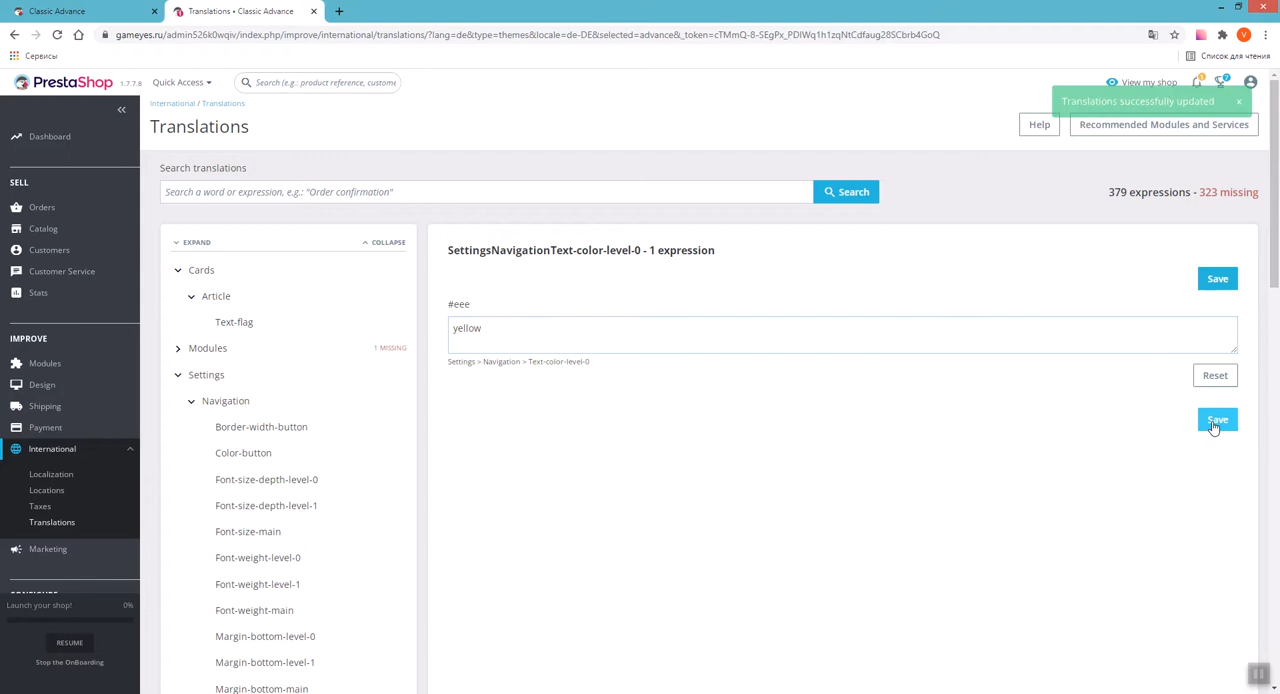 Classic Advance
Translations • Classic Advance
gameyes.ru/admin526k0wqiv/index.php/improve/international/translations/?lang=de&type=themes&locale=de-DE&selected=advance&_token=cTMmQ-8-SEgPx_PDlWq1h1zqNtCdfaug28SCbrb4GoQ
V
Сервисы
Список для чтения
PrestaShop 1.7.7.8
Quick Access
Search (e.g.: product reference, custome
View my shop
International / Translations
Translations successfully updated
Translations
Help
Recommended Modules and Services
Dashboard
Search translations
Search a word or expression, e.g.: "Order confirmation"
Search
379 expressions - 323 missing
SELL
Orders
Catalog
Customers
Customer Service
Stats
IMPROVE
Modules
Design
Shipping
Payment
International
Localization
Locations
Taxes
Translations
Marketing
CONFIGURE
Launch your shop! 0%
RESUME
Stop the OnBoarding
EXPAND
COLLAPSE
Cards
Article
Text-flag
Modules
1 MISSING
Settings
Navigation
Border-width-button
Color-button
Font-size-depth-level-0
Font-size-depth-level-1
Font-size-main
Font-weight-level-0
Font-weight-level-1
Font-weight-main
Margin-bottom-level-0
Margin-bottom-level-1
Margin-bottom-main
SettingsNavigationText-color-level-0 - 1 expression
Save
#eee
yellow
Settings > Navigation > Text-color-level-0
Reset
Save